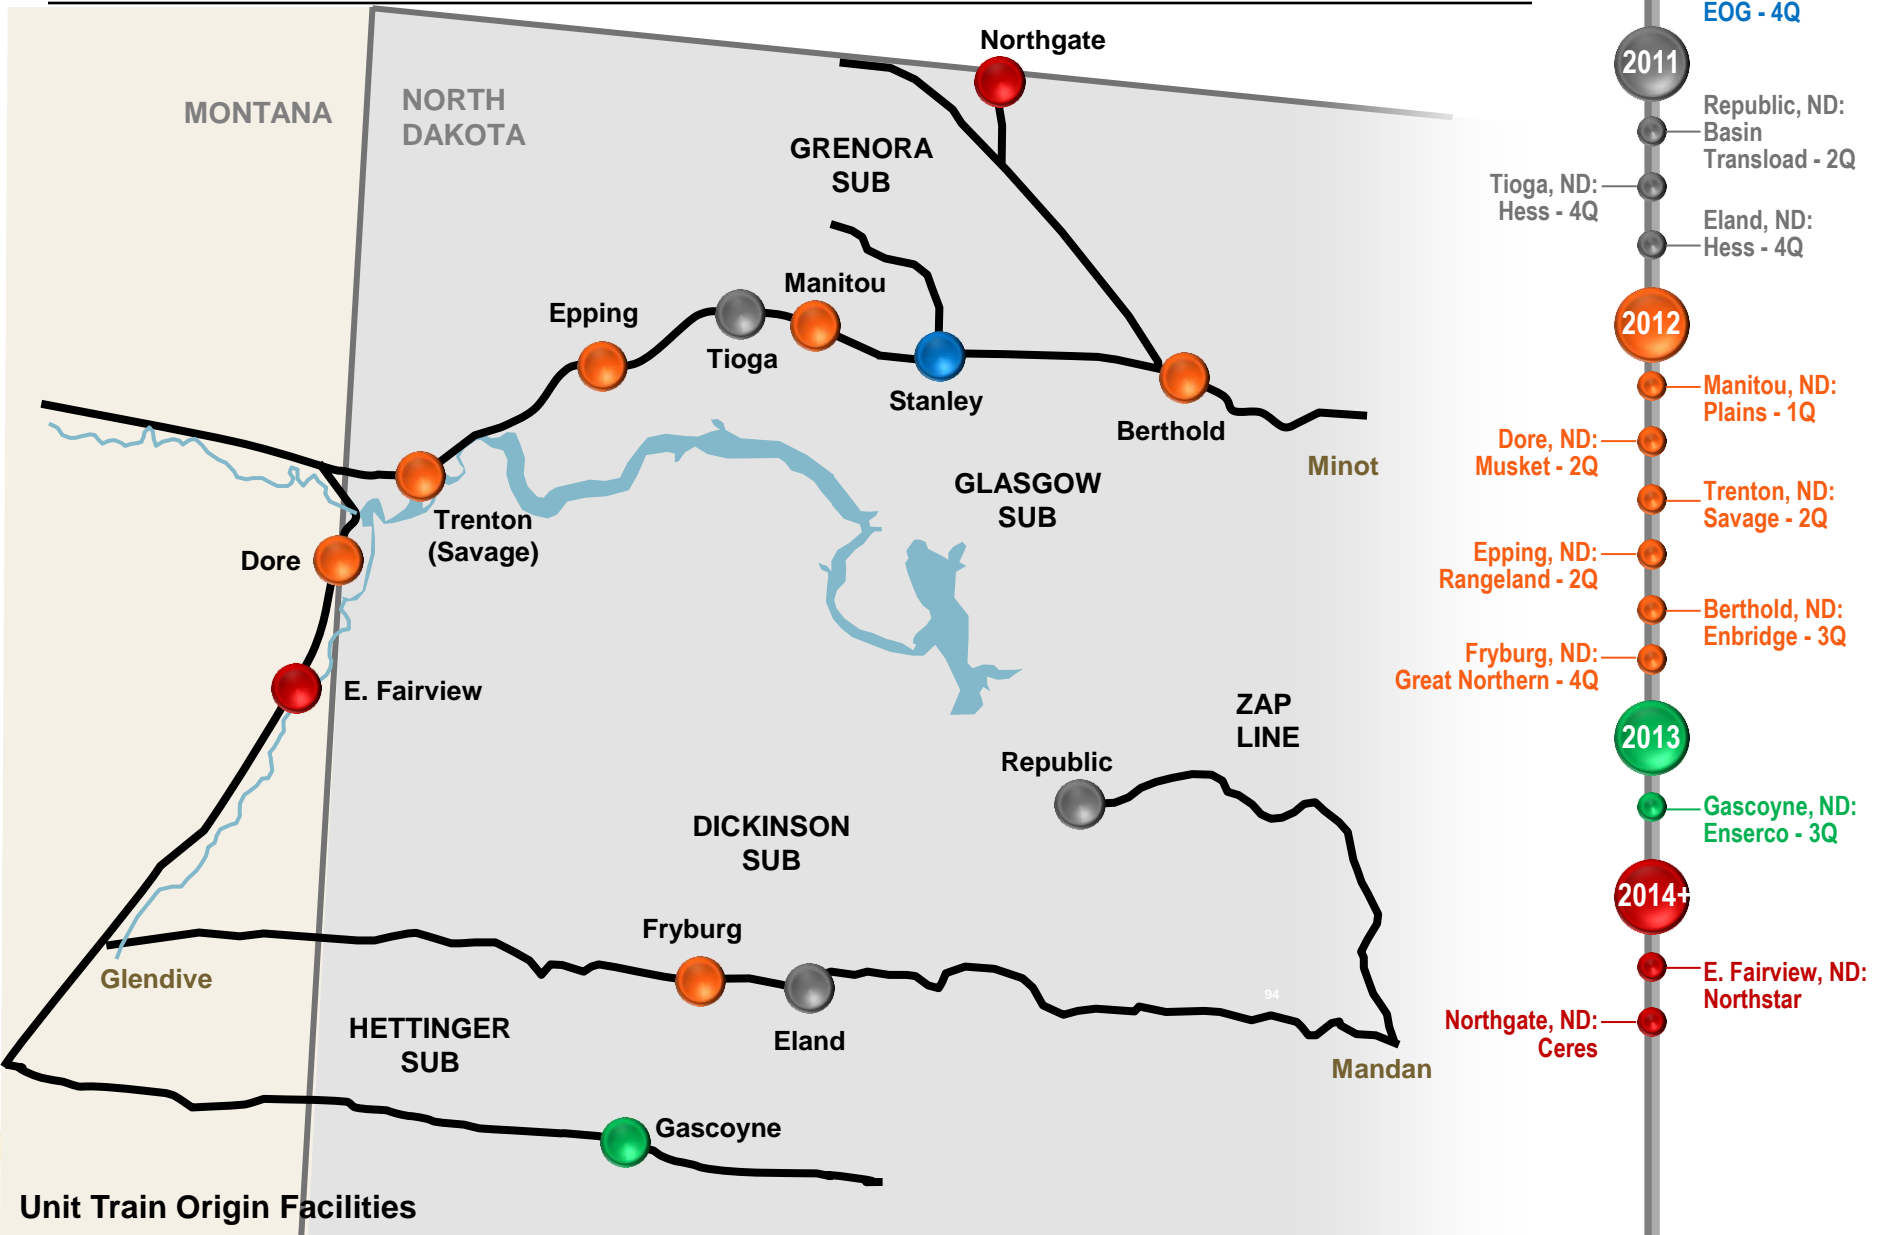 MONTANA
NORTH
DAKOTA
Northgate
GRENORA
SUB
Manitou
Epping
Tioga
Stanley
Berthold
Minot
GLASGOW
SUB
Trenton
(Savage)
Dore
E. Fairview
ZAP
LINE
Republic
DICKINSON
SUB
Fryburg
Glendive
Eland
94
Mandan
HETTINGER
SUB
Gascoyne
Unit Train Origin Facilities
EOG - 4Q
2011
Republic, ND:
Basin
Transload - 2Q
Tioga, ND:
Hess - 4Q
Eland, ND:
Hess - 4Q
2012
Manitou, ND:
Plains - 1Q
Dore, ND:
Musket - 2Q
Trenton, ND:
Savage - 2Q
Epping, ND:
Rangeland - 2Q
Berthold, ND:
Enbridge - 3Q
Fryburg, ND:
Great Northern - 4Q
2013
Gascoyne, ND:
Enserco - 3Q
2014+
E. Fairview, ND:
Northstar
Northgate, ND:
Ceres